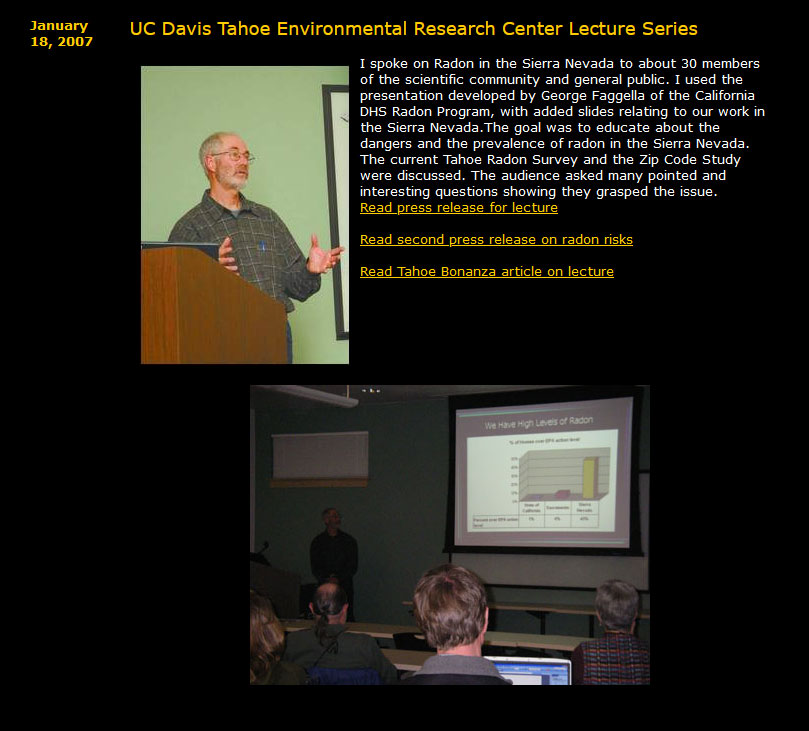 January
18, 2007
UC Davis Tahoe Environmental Research Center Lecture Series
I spoke on Radon in the Sierra Nevada to about 30 members
of the scientific community and general public. I used the
presentation developed by George Faggella of the California
DHS Radon Program, with added slides relating to our work in
the Sierra Nevada.The goal was to educate about the
dangers and the prevalence of radon in the Sierra Nevada.
The current Tahoe Radon Survey and the Zip Code Study
were discussed. The audience asked many pointed and
interesting questions showing they grasped the issue.
Read press release for lecture
Read second press release on radon risks
Read Tahoe Bonanza article on lecture
We Have High Levels of Radon
% of Homes over EPA action level
State of California
Sacramento
Sierra Nevada
Percent over EPA action level